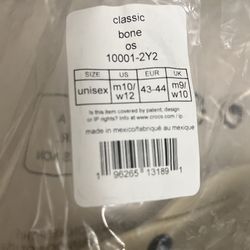 classic
bone
os
10001-2Y2
SIZE US EUR UK
unisex m10/ w12 43-44 m9/ w10
Is this item covered by patent, design
or IP rights? Info at www.crocs.com/ip
made in mexico/fabriqué au mexique
1 96265 13189 1